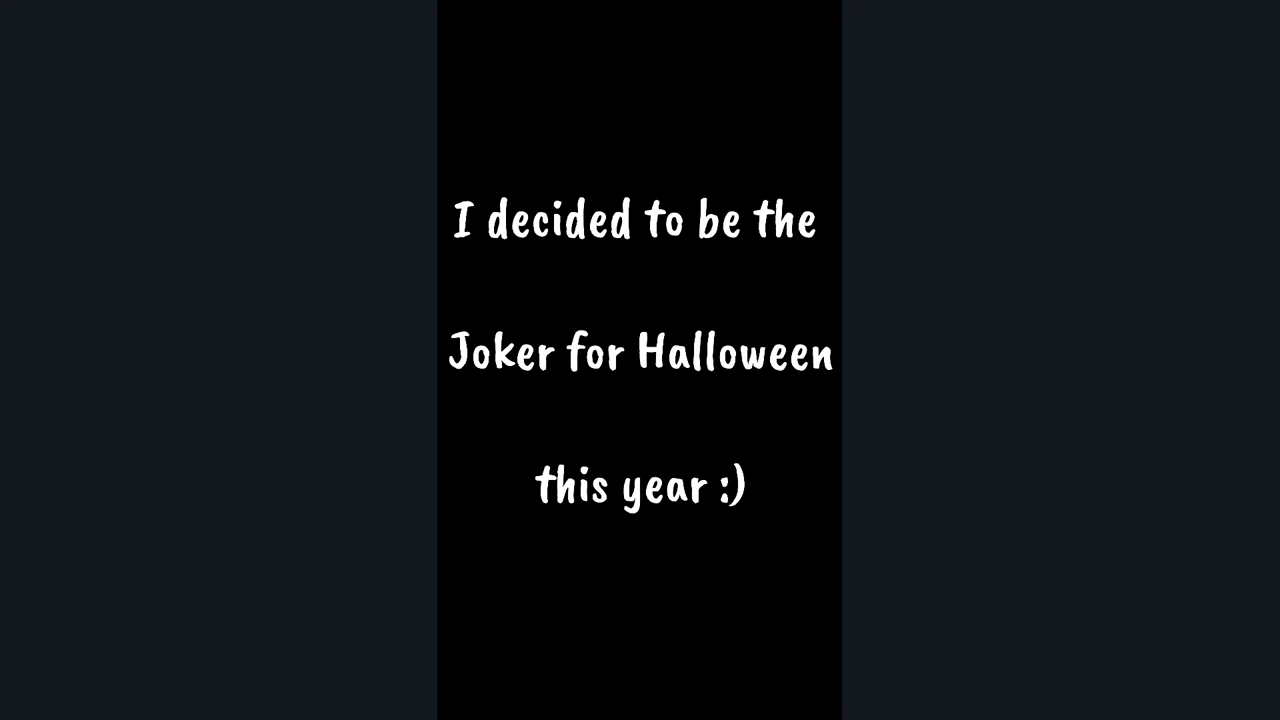 I decided to be the
Joker for Halloween
this year :)